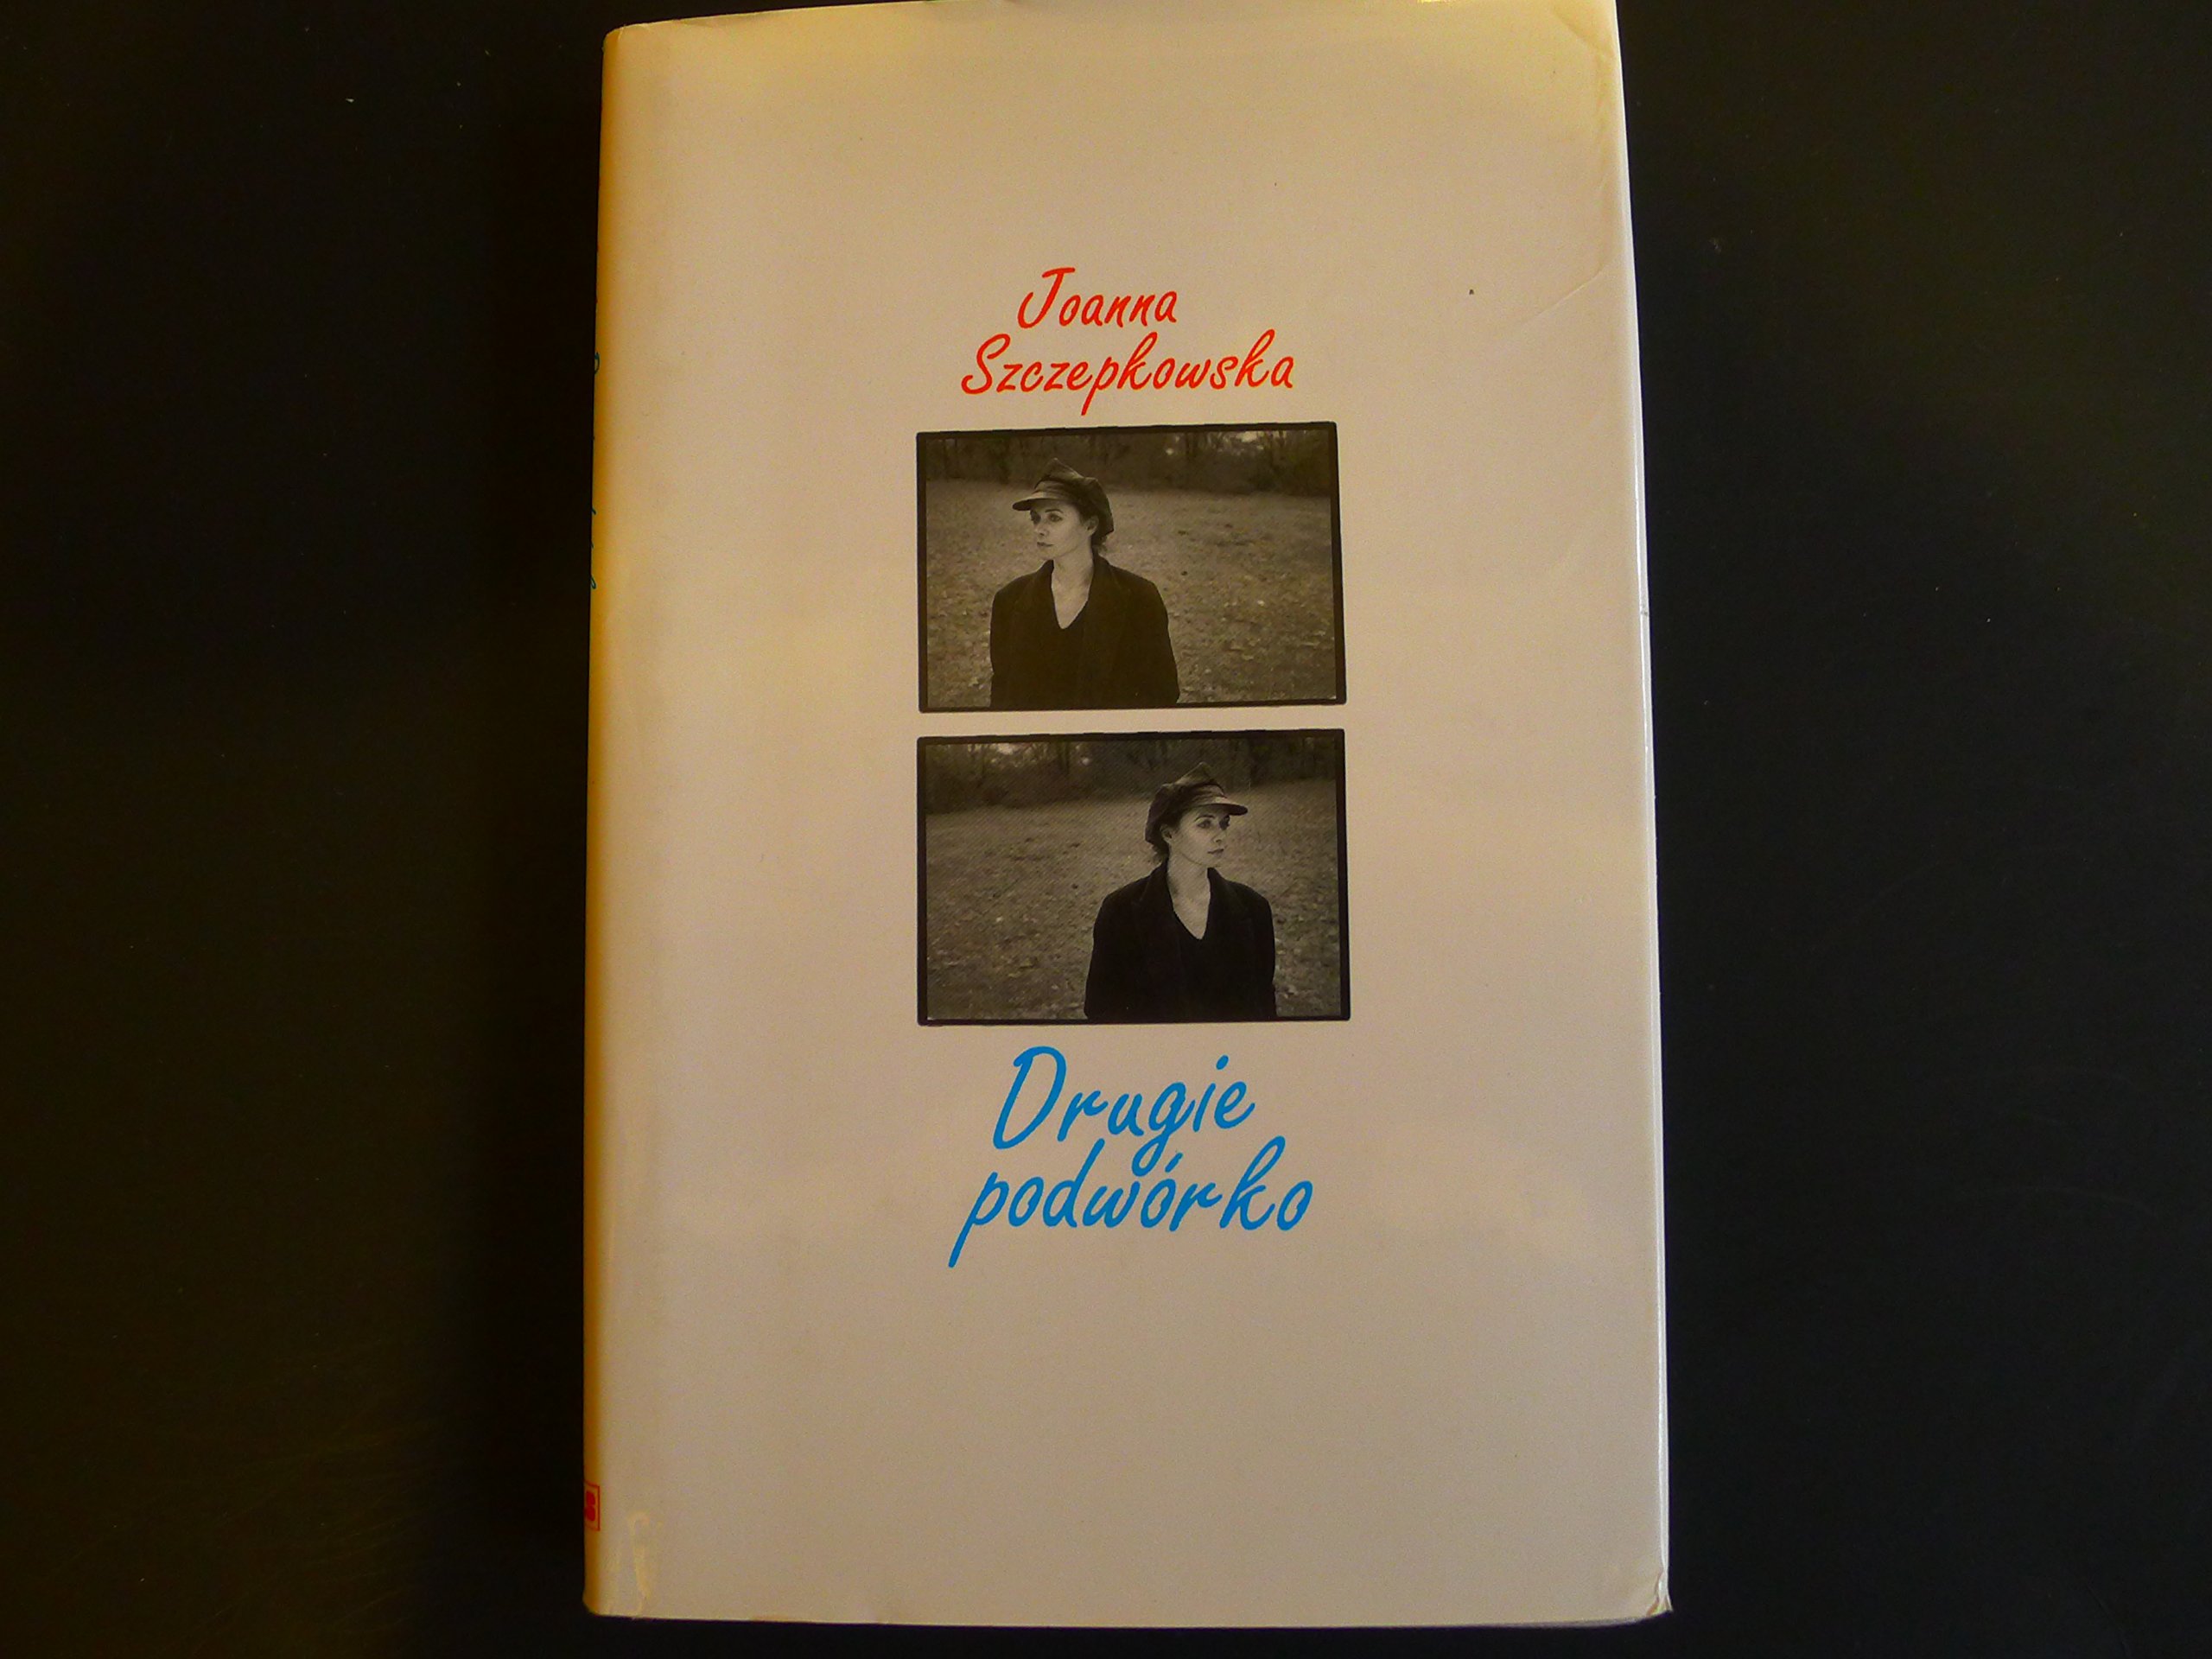 Joanna
Szczepkowska
Drugie
podwórko